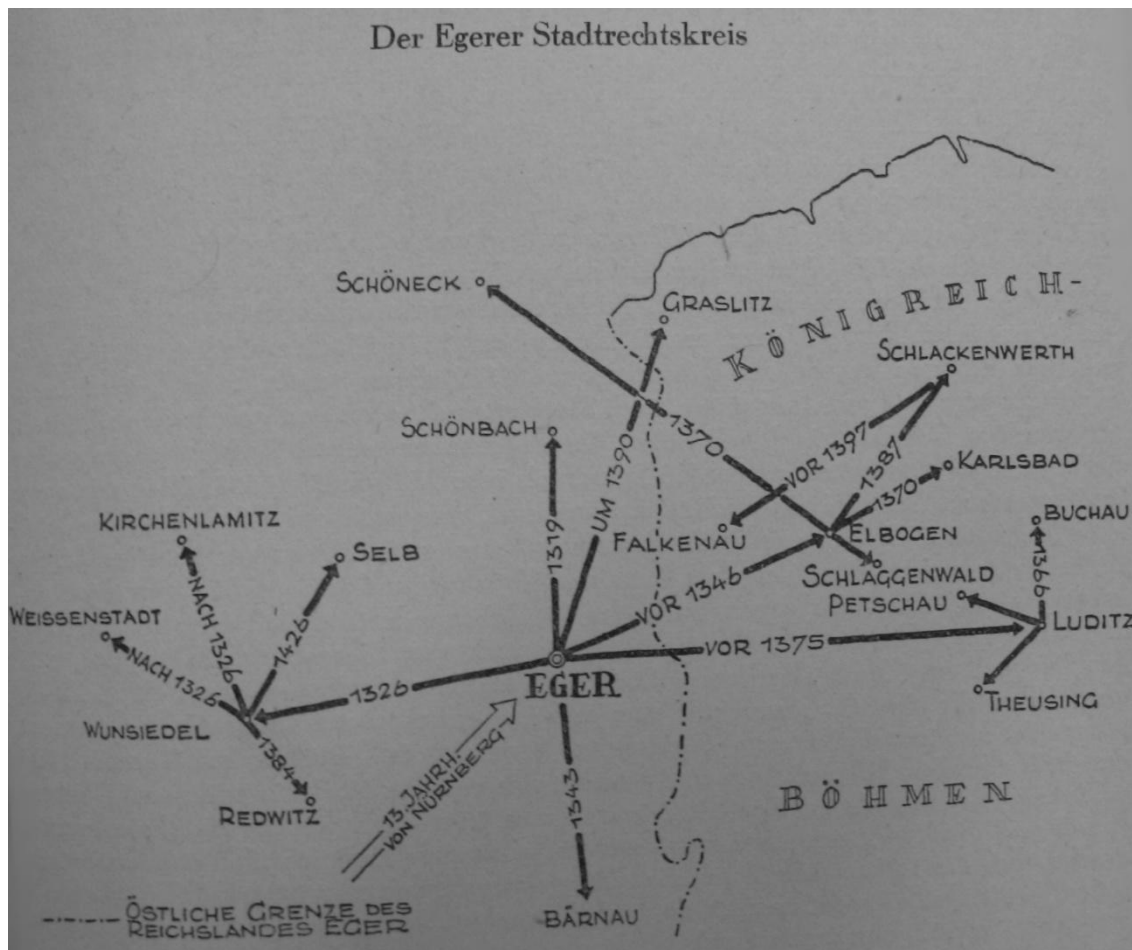 Der Egerer Stadtrechtskreis
SCHÖNECK
GRASLITZ
KÖNIGREICH-
SCHLACKENWERTH
SCHÖNBACH
1370
VOR 1397
1387
KARLSBAD
1370
UM 1390
KIRCHENLAMITZ
SELB
1319
FALKENAU
ELBOGEN
BUCHAU
1369
NACH 1326
1426
VOR 1346
SCHLAGGENWALD
PETSCHAU
WEISSENSTADT
NACH 1326
VOR 1375
LUDITZ
1326
EGER
THEUSING
WUNSIEDEL
1384
REDWITZ
13. JAHRH.
VON NÜRNBERG
1343
BÖHMEN
BÄRNAU
ÖSTLICHE GRENZE DES
REICHSLANDES EGER